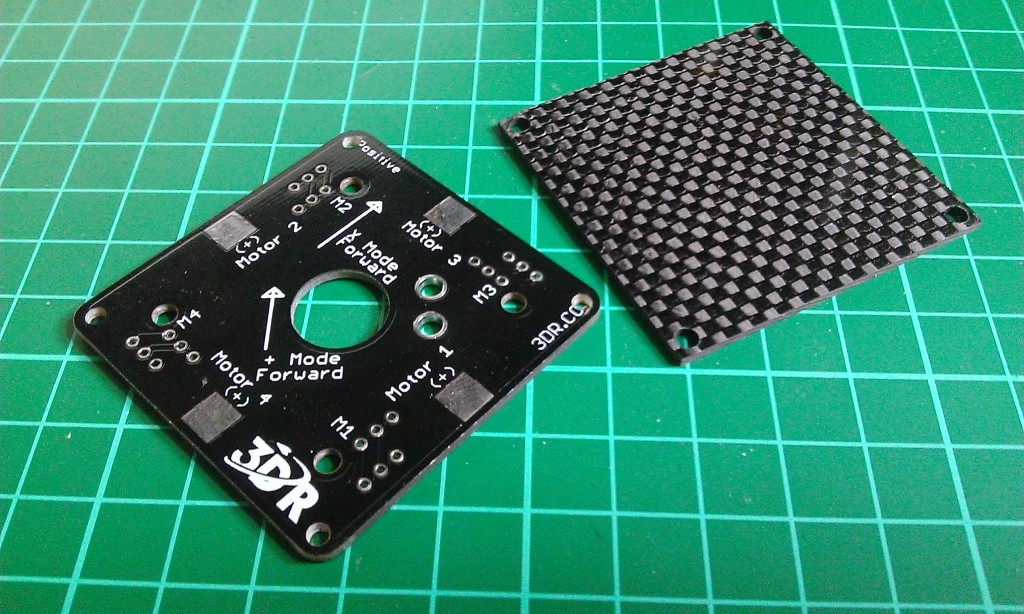 Positive
M2
(+)
Motor 2
X Mode
Forward
(+)
Motor 3
M3
3DR.CO
M4
+ Mode
Forward
Motor 4
(+)
Motor 1
(+)
M1
3DR